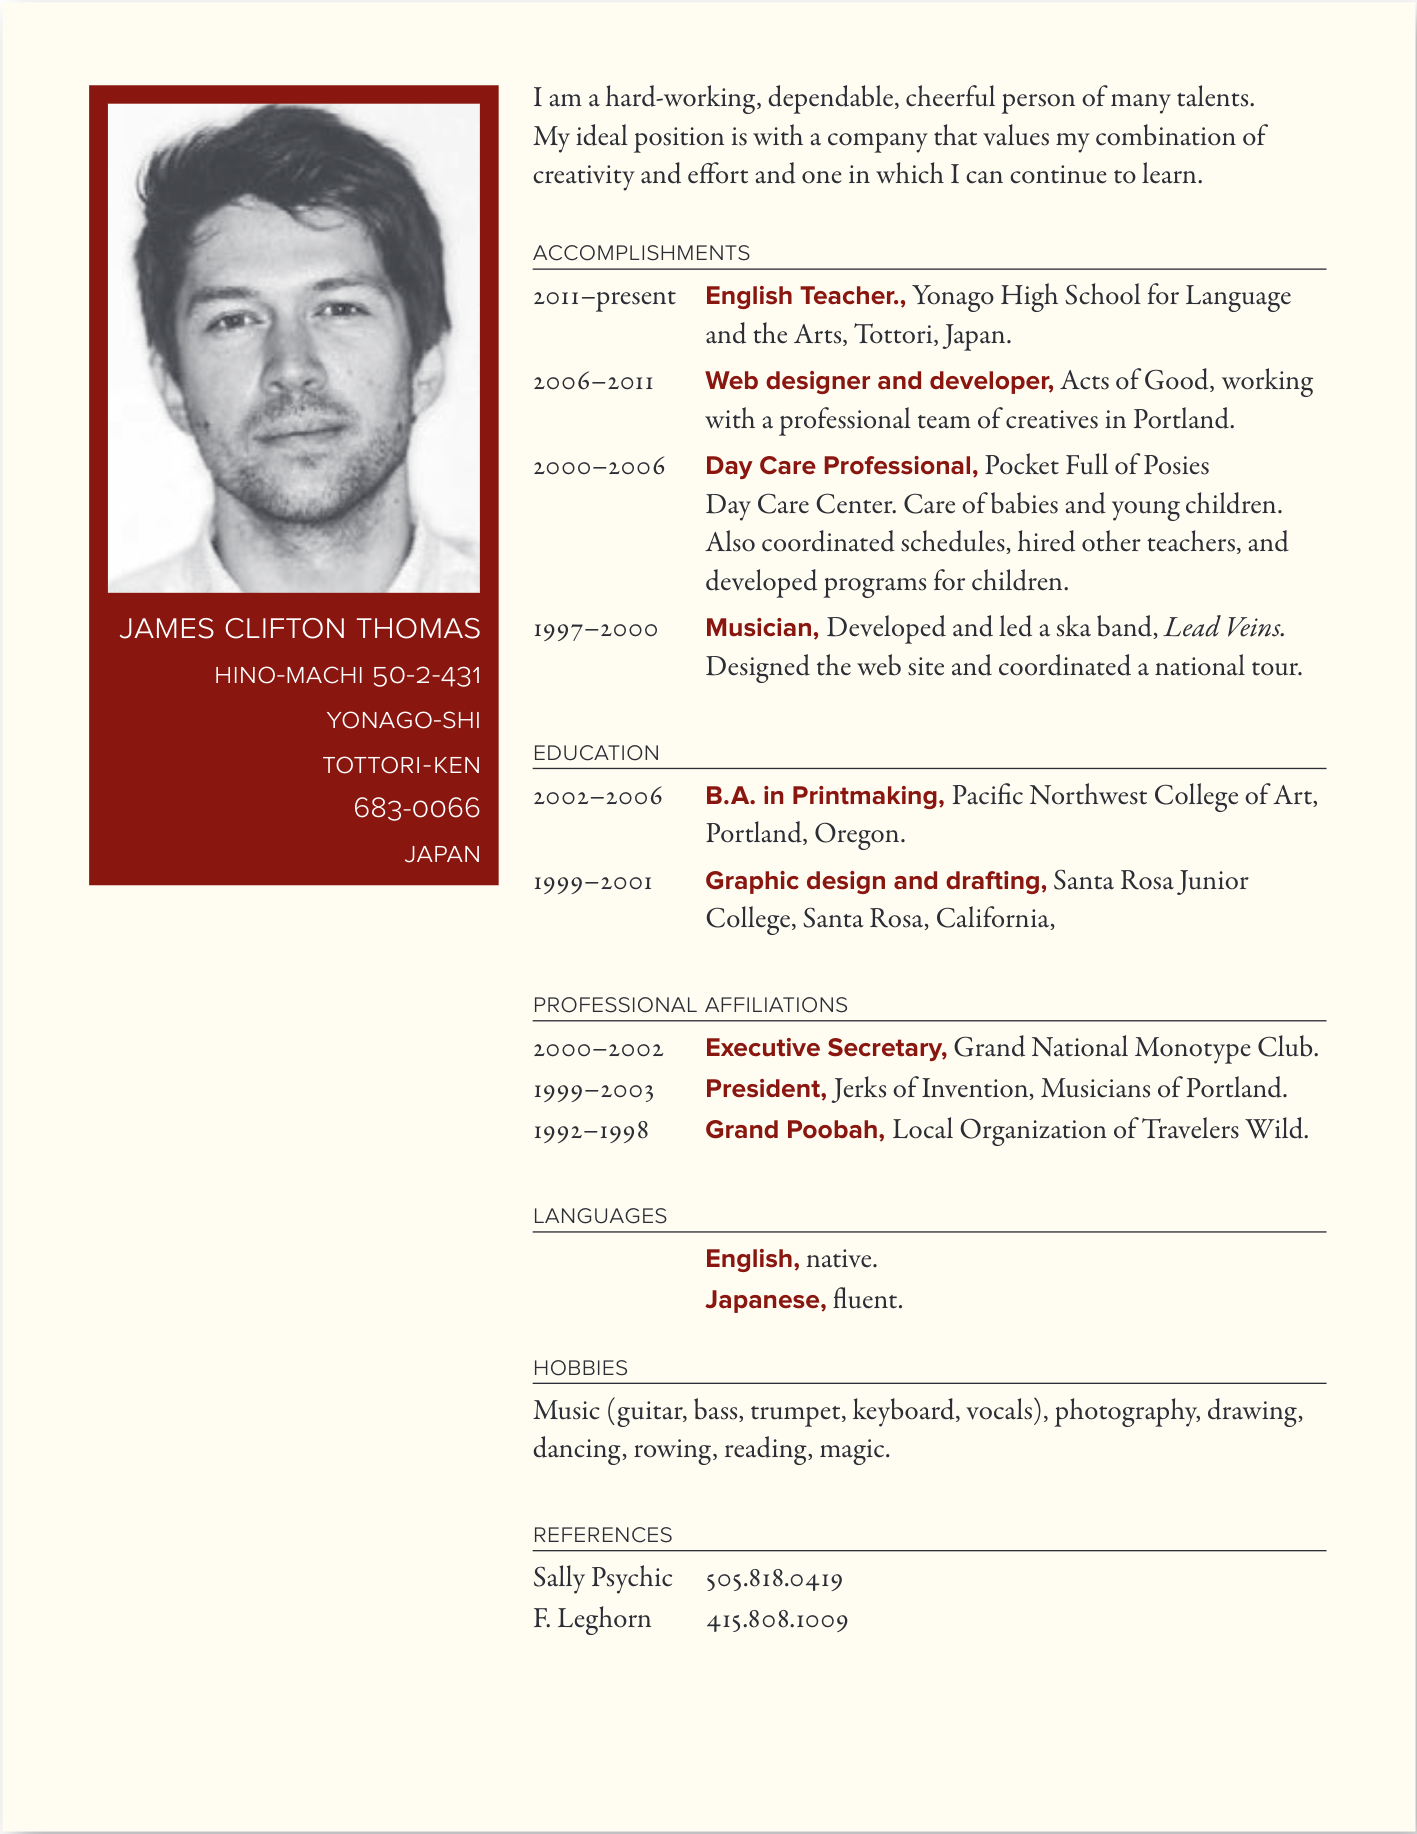 JAMES CLIFTON THOMAS
HINO-MACHI 50-2-431
YONAGO-SHI
TOTTORI-KEN
683-0066
JAPAN
I am a hard-working, dependable, cheerful person of many talents.
My ideal position is with a company that values my combination of
creativity and effort and one in which I can continue to learn.
ACCOMPLISHMENTS
2011–present English Teacher., Yonago High School for Language
and the Arts, Tottori, Japan.
2006–2011 Web designer and developer, Acts of Good, working
with a professional team of creatives in Portland.
2000–2006 Day Care Professional, Pocket Full of Posies
Day Care Center. Care of babies and young children.
Also coordinated schedules, hired other teachers, and
developed programs for children.
1997–2000 Musician, Developed and led a ska band, Lead Veins.
Designed the web site and coordinated a national tour.
EDUCATION
2002–2006 B.A. in Printmaking, Pacific Northwest College of Art,
Portland, Oregon.
1999–2001 Graphic design and drafting, Santa Rosa Junior
College, Santa Rosa, California,
PROFESSIONAL AFFILIATIONS
2000–2002 Executive Secretary, Grand National Monotype Club.
1999–2003 President, Jerks of Invention, Musicians of Portland.
1992–1998 Grand Poobah, Local Organization of Travelers Wild.
LANGUAGES
English, native.
Japanese, fluent.
HOBBIES
Music (guitar, bass, trumpet, keyboard, vocals), photography, drawing,
dancing, rowing, reading, magic.
REFERENCES
Sally Psychic 505.818.0419
F. Leghorn 415.808.1009